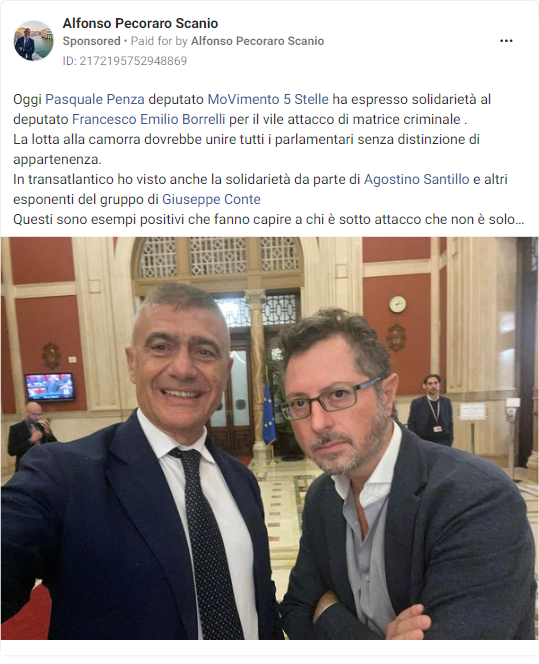 Alfonso Pecoraro Scanio
Sponsored • Paid for by Alfonso Pecoraro Scanio
ID: 2172195752948869
Oggi Pasquale Penza deputato MoVimento 5 Stelle ha espresso solidarietà al
deputato Francesco Emilio Borrelli per il vile attacco di matrice criminale .
La lotta alla camorra dovrebbe unire tutti i parlamentari senza distinzione di
appartenenza.
In transatlantico ho visto anche la solidarietà da parte di Agostino Santillo e altri
esponenti del gruppo di Giuseppe Conte
Questi sono esempi positivi che fanno capire a chi è sotto attacco che non è solo...